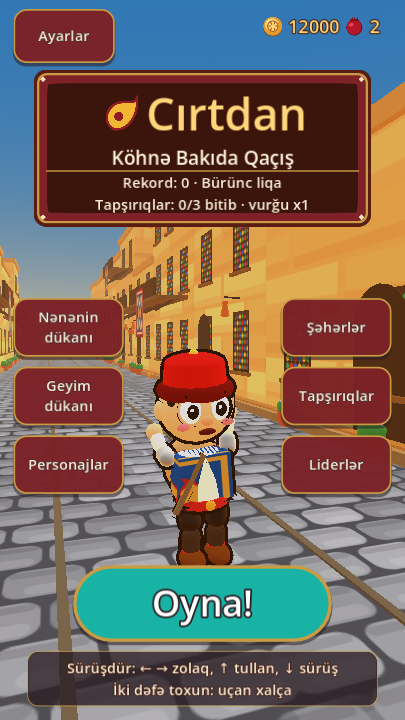 Ayarlar
12000 2
Cırtdan
Köhnə Bakıda Qaçış
Rekord: 0 · Bürünc liqa
Tapşırıqlar: 0/3 bitib · vurğu x1
Nənənin
dükanı
Şəhərlər
Geyim
dükanı
Tapşırıqlar
Personajlar
Liderlər
Oyna!
Sürüşdür: ← → zolaq, ↑ tullan, ↓ sürüş
İki dəfə toxun: uçan xalça